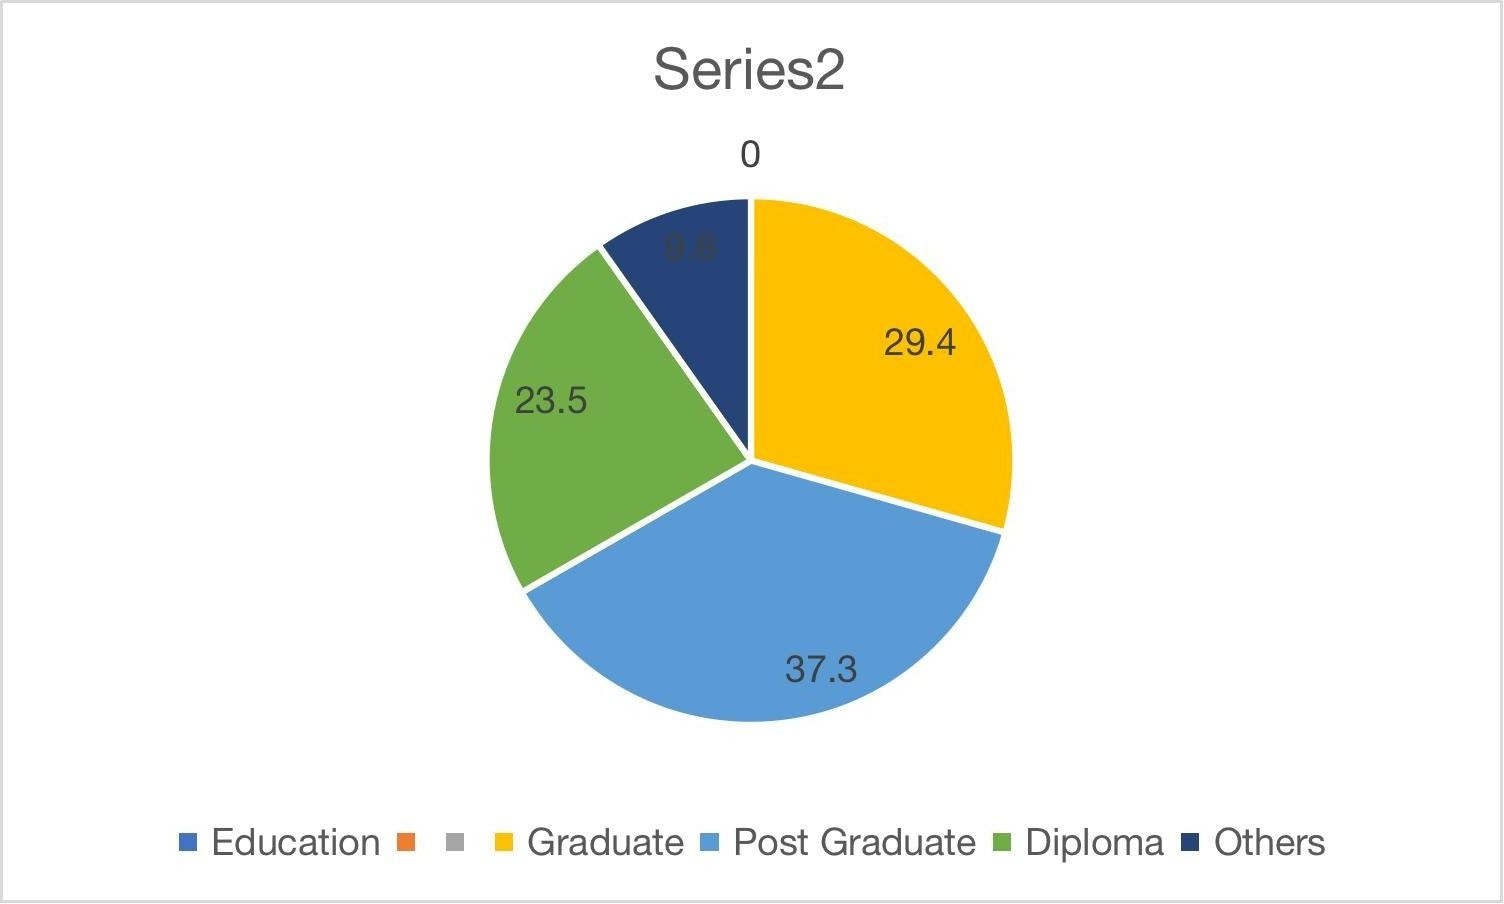 Series2
0
9.8
29.4
23.5
37.3
Education Graduate Post Graduate Diploma Others